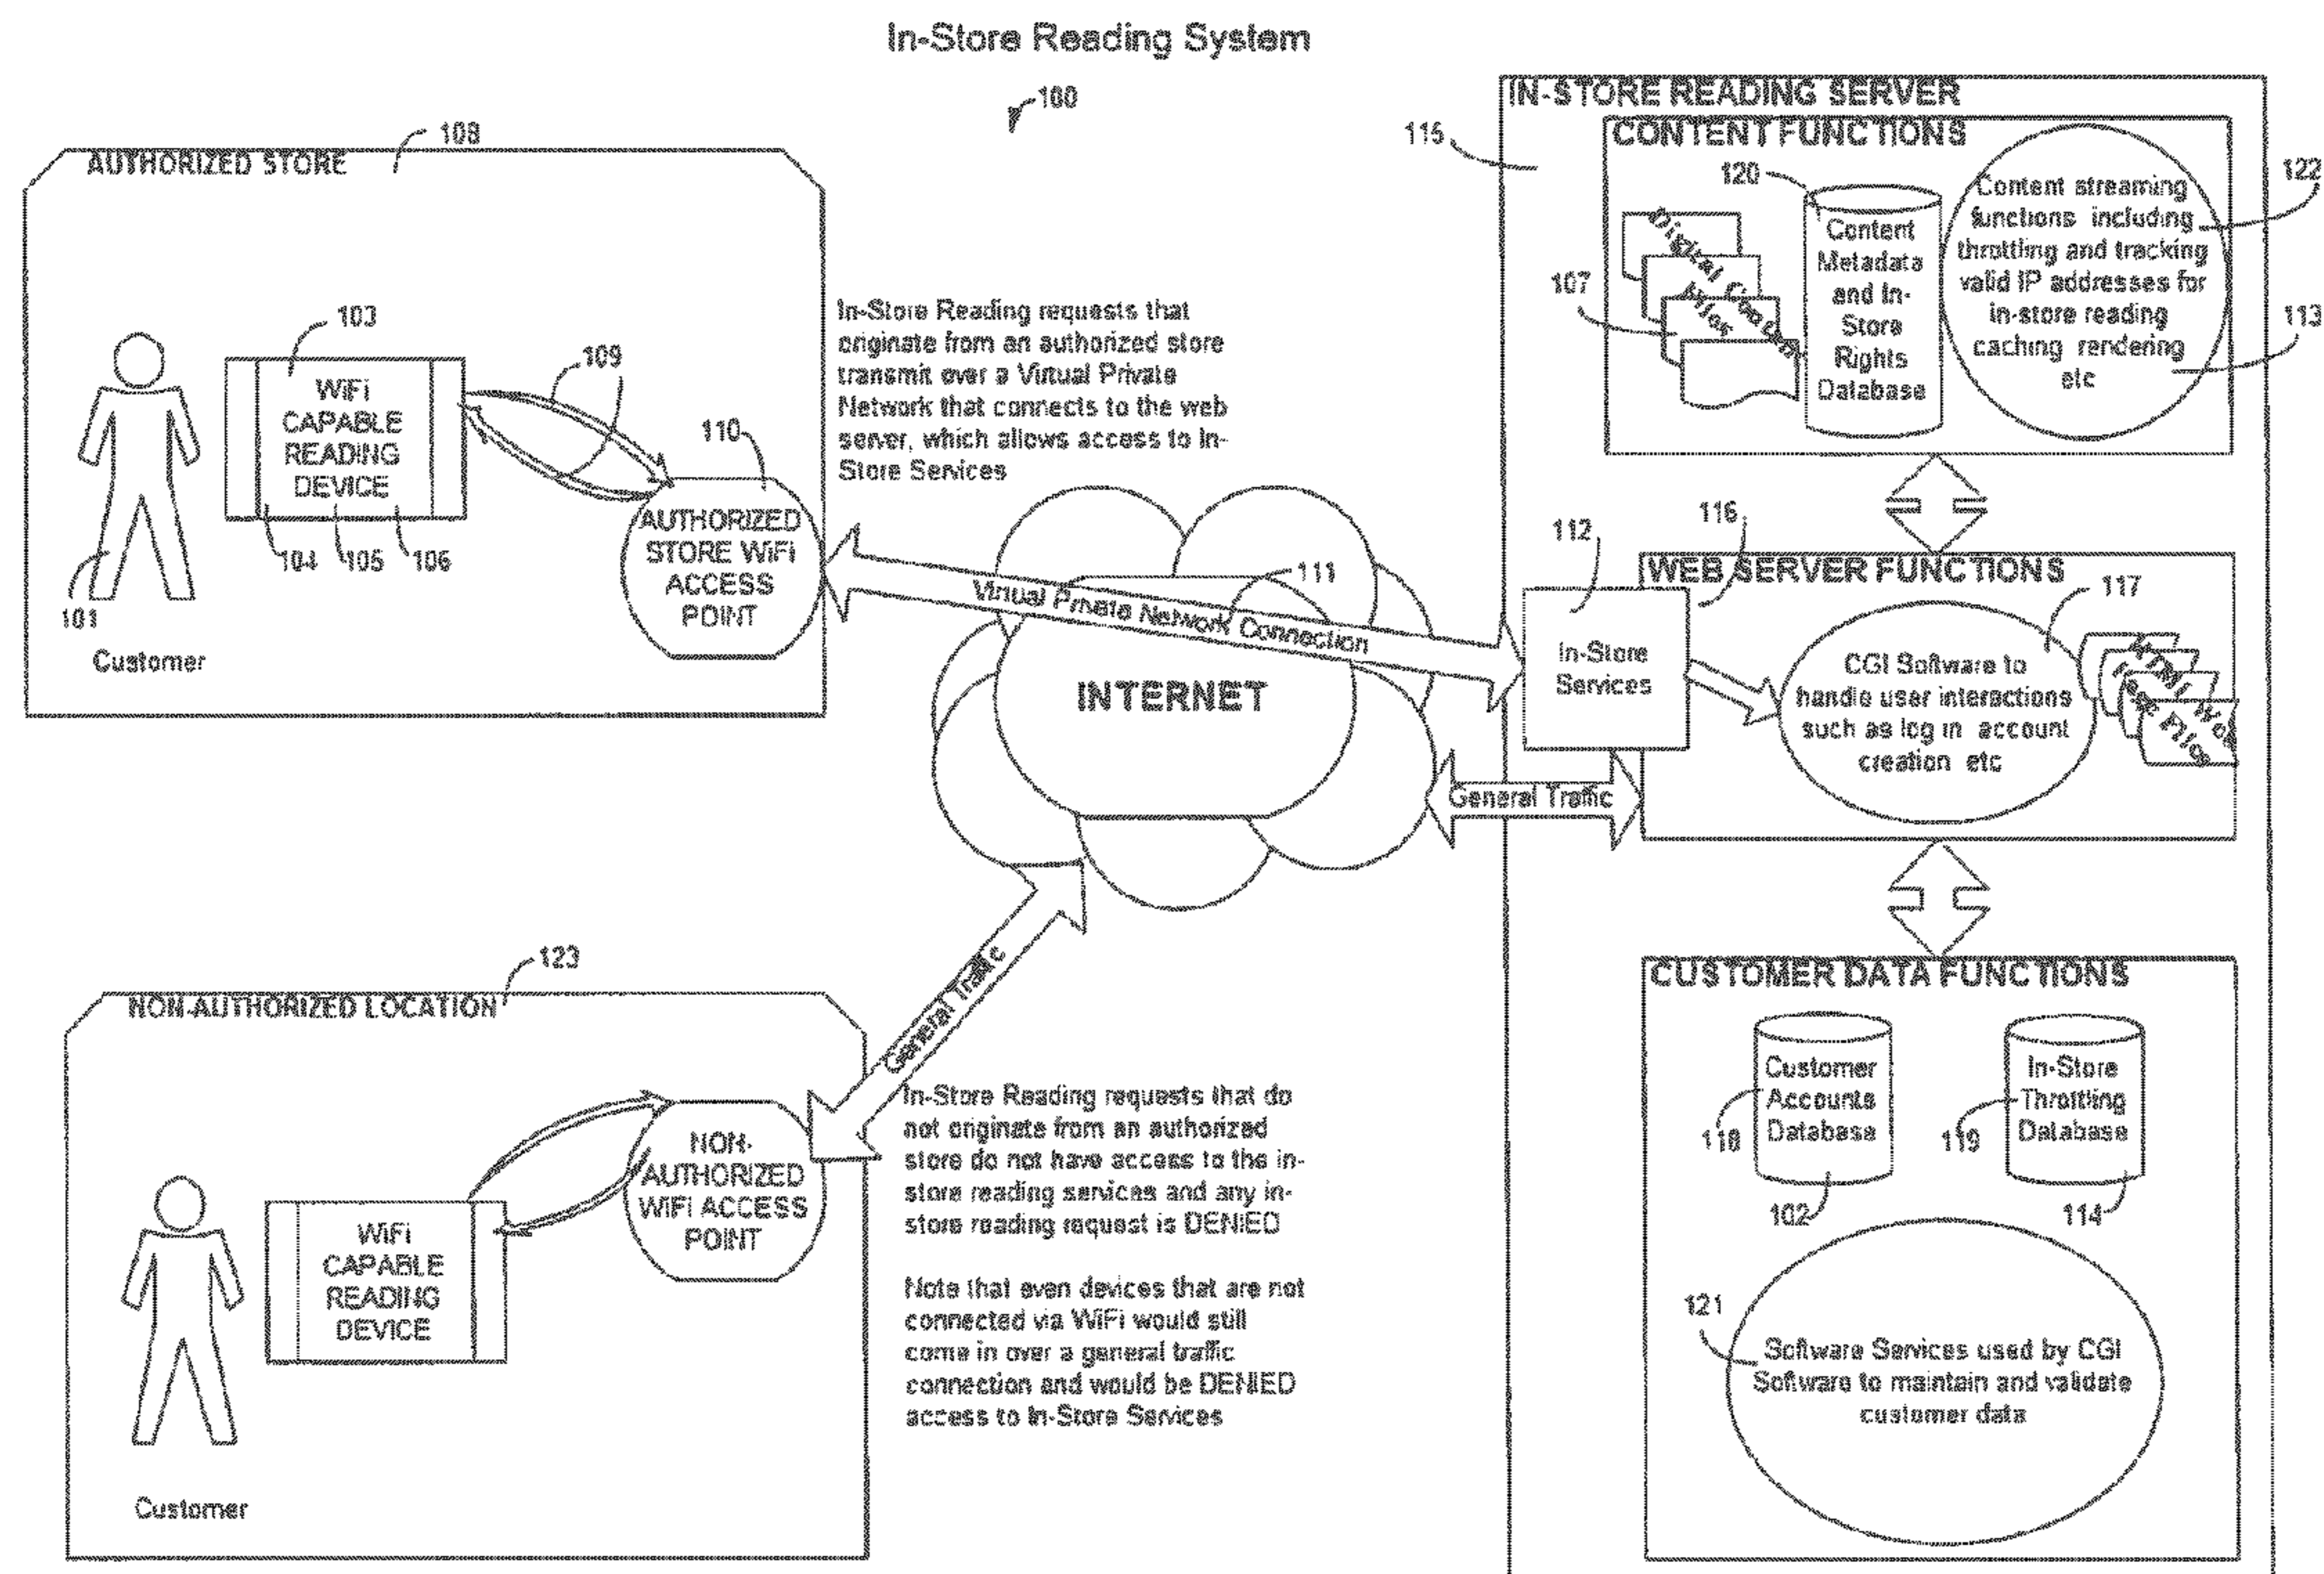 In-Store Reading System
100
AUTHORIZED STORE
108
103
WiFi
CAPABLE
READING
DEVICE
104
105
106
109
110
AUTHORIZED
STORE WiFi
ACCESS
POINT
101
Customer
In-Store Reading requests that
originate from an authorized store
transmit over a Virtual Private
Network that connects to the web
server, which allows access to In-
Store Services
Virtual Private Network Connection
111
INTERNET
General Traffic
General Traffic
IN-STORE READING SERVER
115
CONTENT FUNCTIONS
120
107
Digital Content
Files
Content
Metadata
and In-
Store
Rights
Database
Content streaming
functions including
throttling and tracking
valid IP addresses for
in-store reading
caching rendering
etc
122
113
112
116
WEB SERVER FUNCTIONS
117
In-Store
Services
CGI Software to
handle user interactions
such as log in account
creation etc
HTML Web
Page Files
CUSTOMER DATA FUNCTIONS
Customer
Accounts
Database
118
102
In-Store
Throttling
Database
119
114
121
Software Services used by CGI
Software to maintain and validate
customer data
123
NON-AUTHORIZED LOCATION
WiFi
CAPABLE
READING
DEVICE
NON-
AUTHORIZED
WiFi ACCESS
POINT
Customer
In-Store Reading requests that do
not originate from an authorized
store do not have access to the in-
store reading services and any in-
store reading request is DENIED
Note that even devices that are not
connected via WiFi would still
come in over a general traffic
connection and would be DENIED
access to In-Store Services